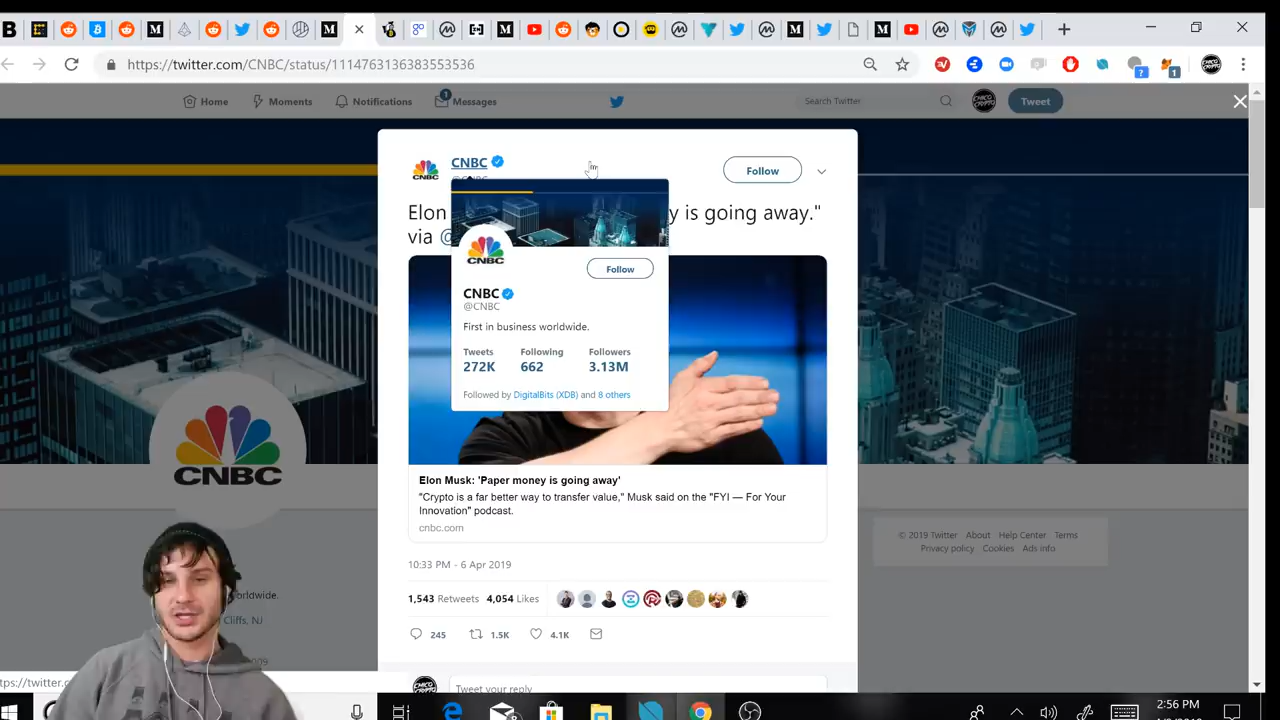 https://twitter.com/CNBC/status/1114763136383553536
Home
Moments
Notifications
1
Messages
Search Twitter
Tweet
CNBC
Follow
Elon
y is going away."
via @
CNBC
Follow
CNBC
@CNBC
First in business worldwide.
Tweets Following Followers
272K 662 3.13M
Followed by DigitalBits (XDB) and 8 others
Elon Musk: 'Paper money is going away'
"Crypto is a far better way to transfer value," Musk said on the "FYI — For Your
Innovation" podcast.
cnbc.com
10:33 PM - 6 Apr 2019
1,543 Retweets 4,054 Likes
245 1.5K 4.1K
Tweet your reply
CNBC
orldwide.
Cliffs, NJ
2009
© 2019 Twitter About Help Center Terms
Privacy policy Cookies Ads info
ttps://twitter.com/
2:56 PM